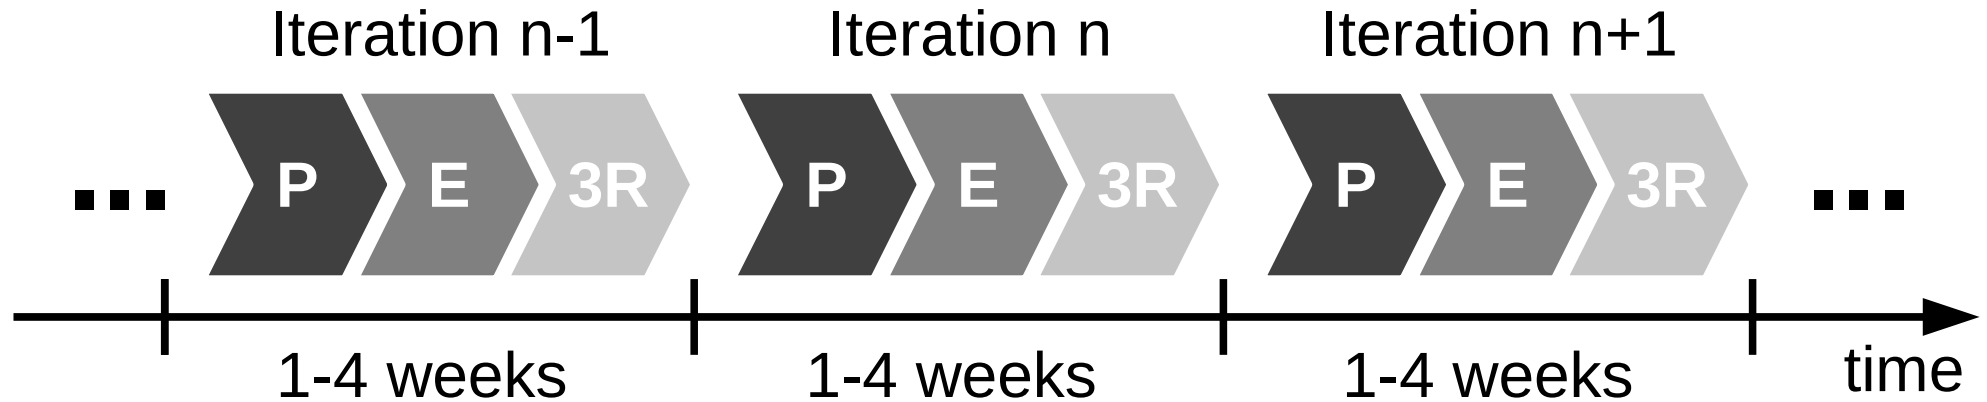 Iteration n-1
Iteration n
Iteration n+1
P E 3R
P E 3R
P E 3R
1-4 weeks
1-4 weeks
1-4 weeks
time